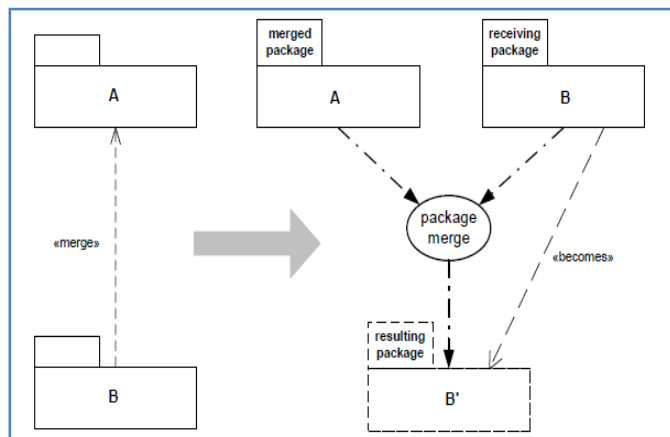 A
«merge»
B
merged
package
A
receiving
package
B
package
merge
«becomes»
resulting
package
B'